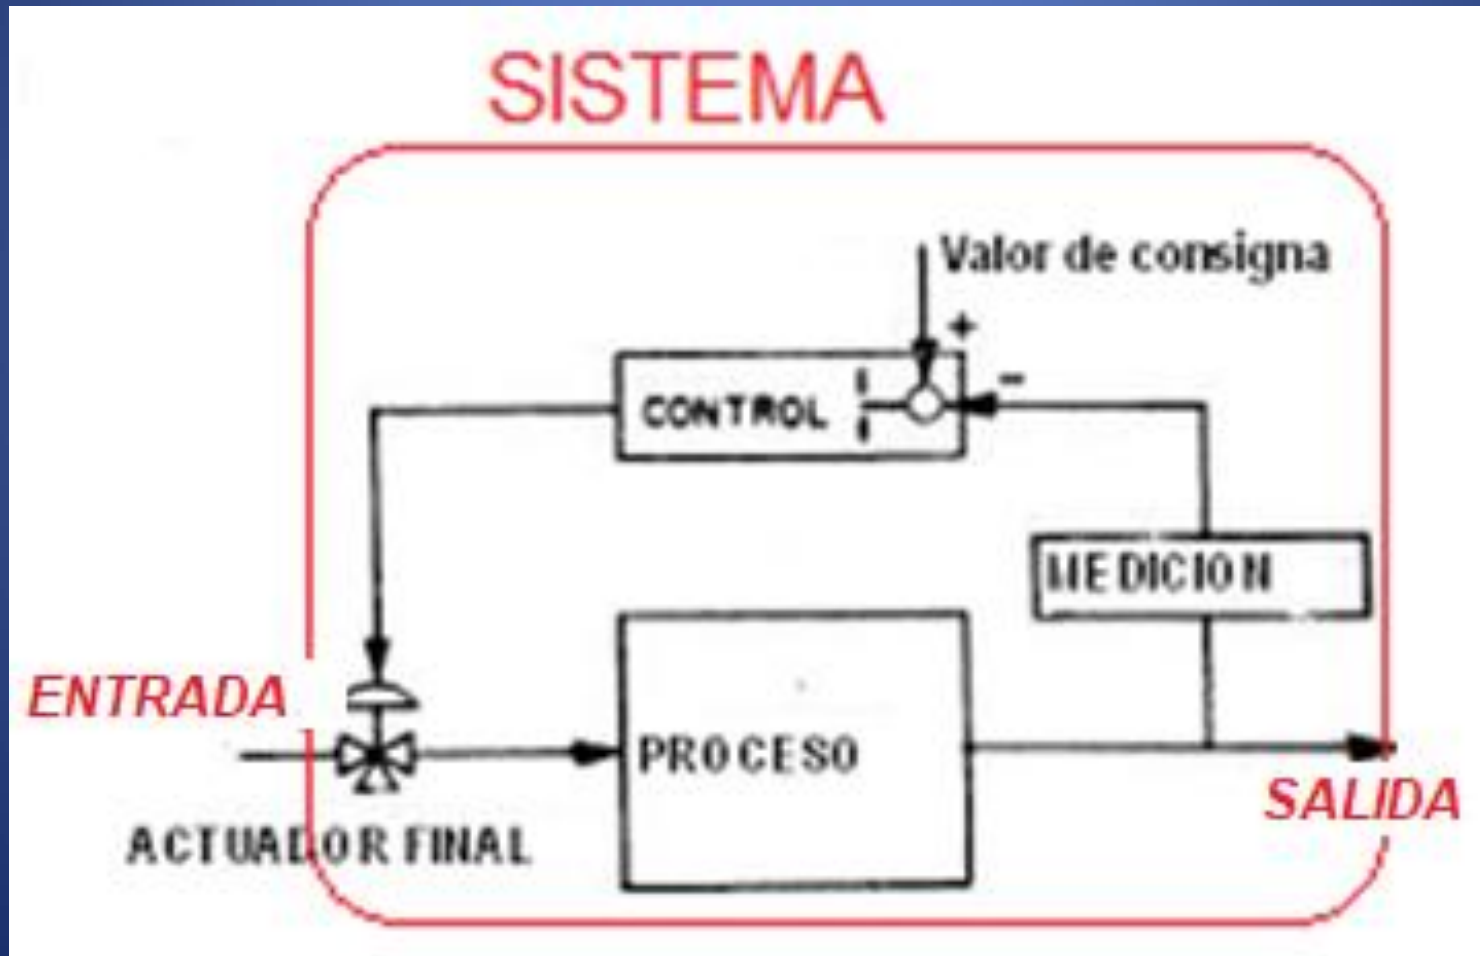 SISTEMA
Valor de consigna
+
-
CONTROL
MEDICION
ENTRADA
PROCESO
SALIDA
ACTUADOR FINAL